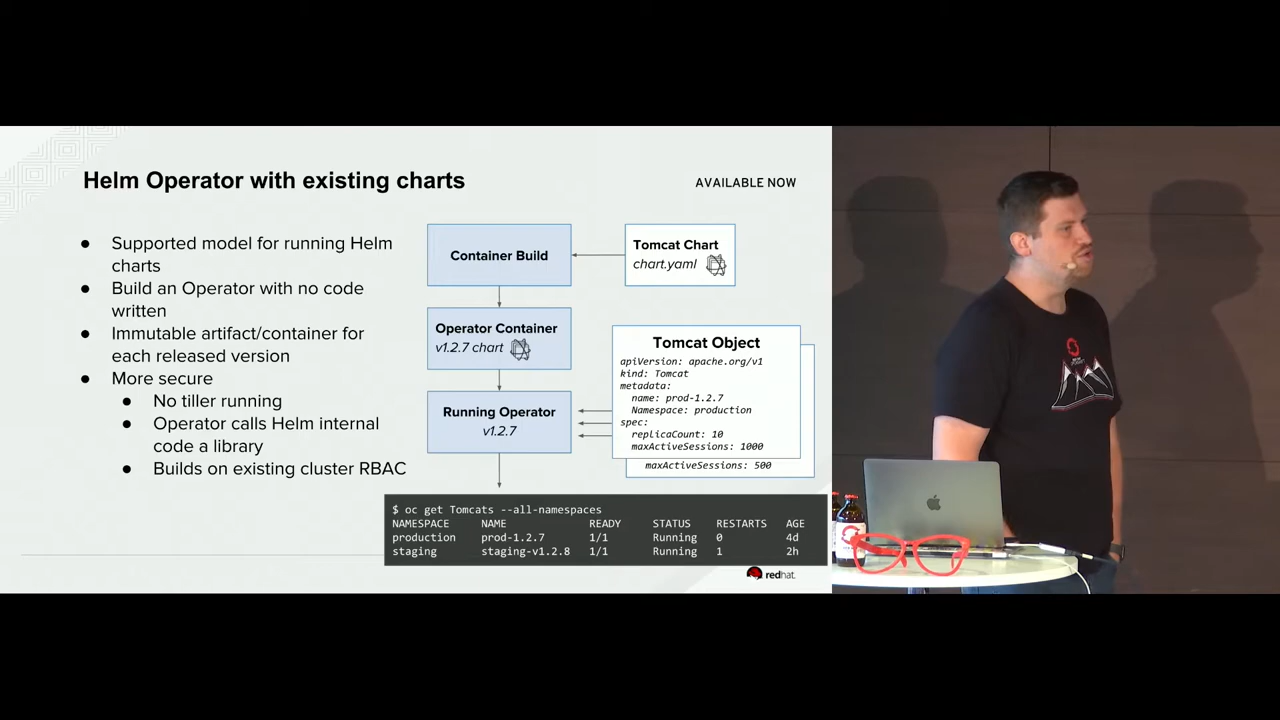 Helm Operator with existing charts
AVAILABLE NOW
● Supported model for running Helm
charts
● Build an Operator with no code
written
● Immutable artifact/container for
each released version
● More secure
● No tiller running
● Operator calls Helm internal
code a library
● Builds on existing cluster RBAC
Container Build
Tomcat Chart
chart.yaml
Operator Container
v1.2.7 chart
Running Operator
v1.2.7
Tomcat Object
apiVersion: apache.org/v1
kind: Tomcat
metadata:
name: prod-1.2.7
Namespace: production
spec:
replicaCount: 10
maxActiveSessions: 1000
maxActiveSessions: 500
$ oc get Tomcats --all-namespaces
NAMESPACE NAME READY STATUS RESTARTS AGE
production prod-1.2.7 1/1 Running 0 4d
staging staging-v1.2.8 1/1 Running 1 2h
redhat.